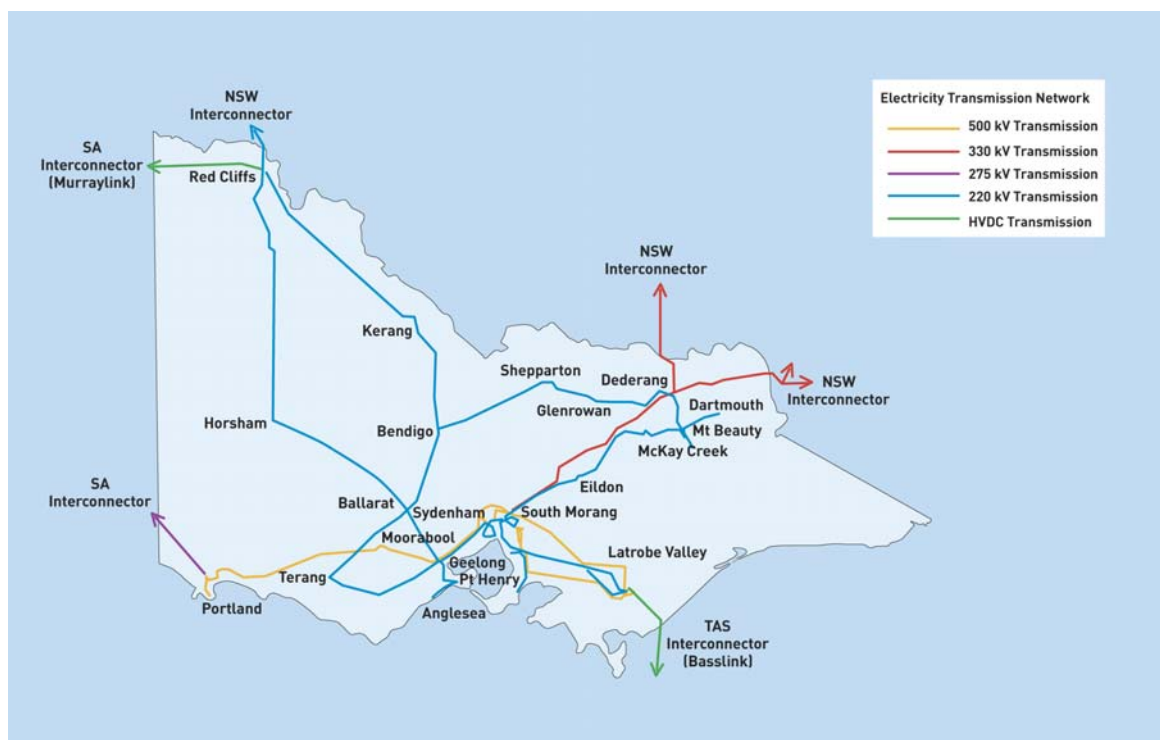 NSW
Interconnector
SA
Interconnector
(Murraylink)
Red Cliffs
Electricity Transmission Network
500 kV Transmission
330 kV Transmission
275 kV Transmission
220 kV Transmission
HVDC Transmission
NSW
Interconnector
Kerang
Shepparton
Dederang
NSW
Interconnector
Glenrowan
Dartmouth
Horsham
Bendigo
Mt Beauty
McKay Creek
SA
Interconnector
Eildon
Ballarat
Sydenham
South Morang
Moorabool
Latrobe Valley
Geelong
Terang
Pt Henry
Portland
Anglesea
TAS
Interconnector
(Basslink)